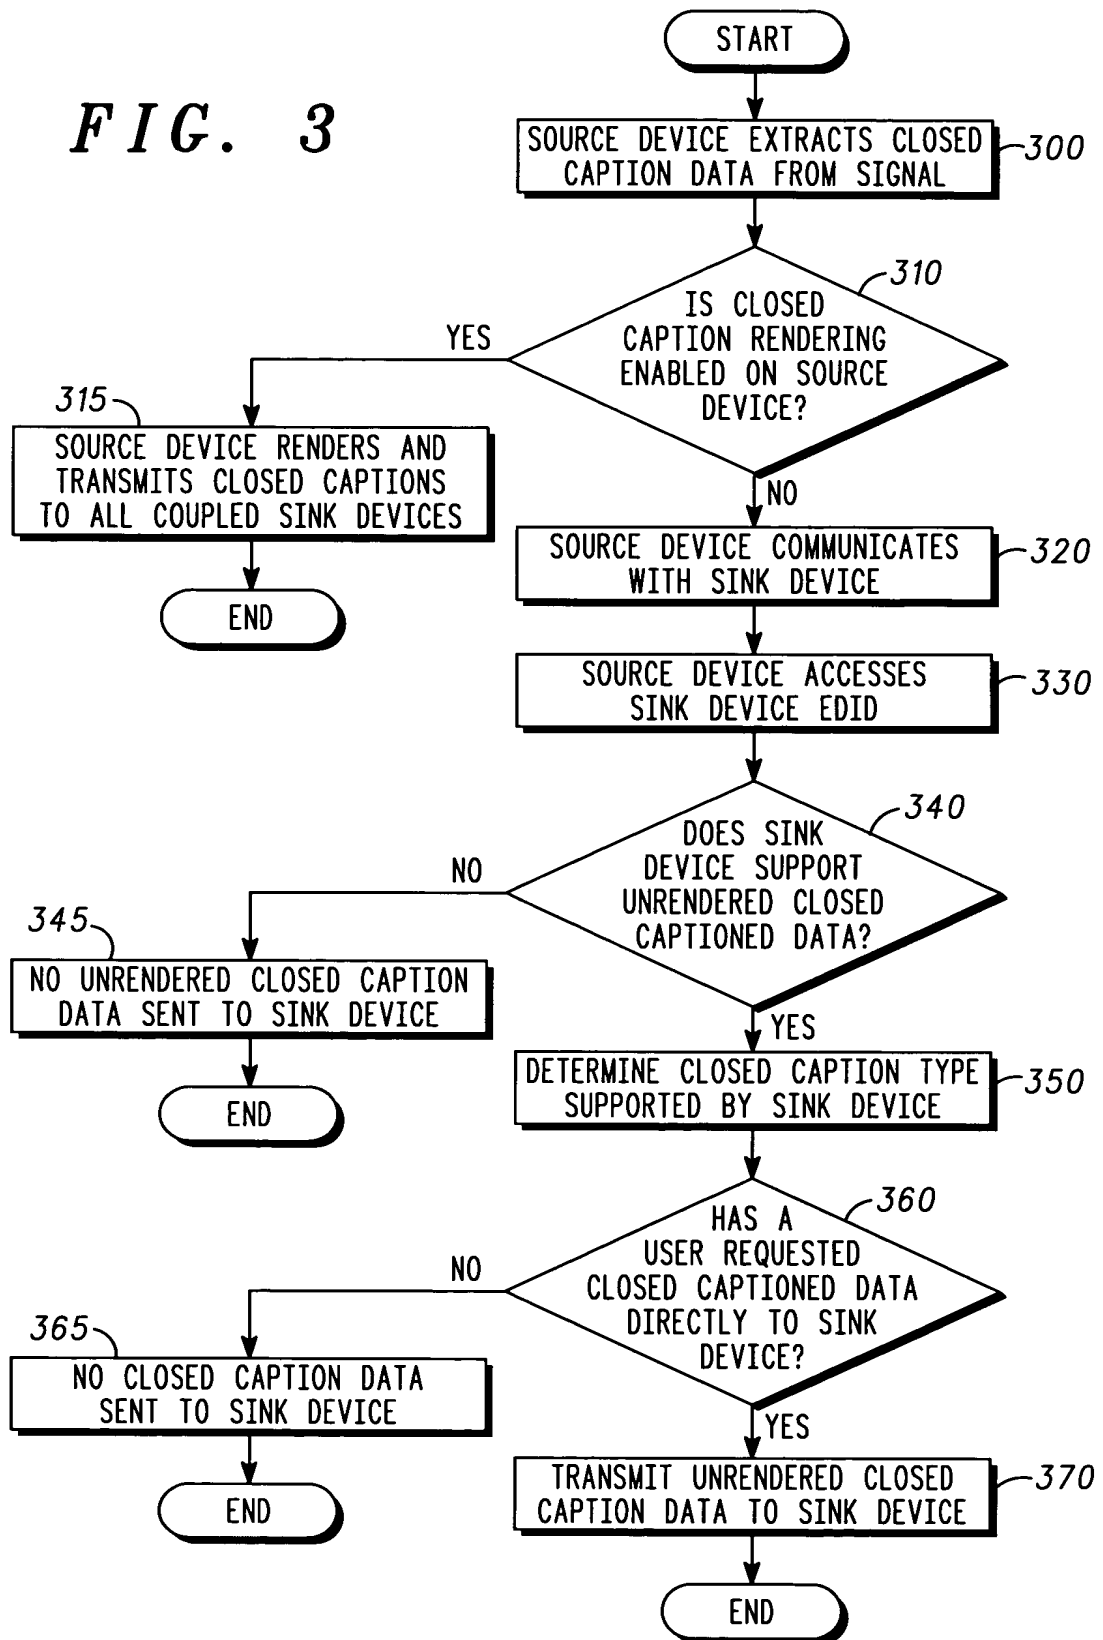 START
FIG. 3
SOURCE DEVICE EXTRACTS CLOSED
CAPTION DATA FROM SIGNAL
300
310
IS CLOSED
CAPTION RENDERING
ENABLED ON SOURCE
DEVICE?
YES
315
SOURCE DEVICE RENDERS AND
TRANSMITS CLOSED CAPTIONS
TO ALL COUPLED SINK DEVICES
END
NO
SOURCE DEVICE COMMUNICATES
WITH SINK DEVICE
320
SOURCE DEVICE ACCESSES
SINK DEVICE EDID
330
340
DOES SINK
DEVICE SUPPORT
UNRENDERED CLOSED
CAPTIONED DATA?
NO
345
NO UNRENDERED CLOSED CAPTION
DATA SENT TO SINK DEVICE
END
YES
DETERMINE CLOSED CAPTION TYPE
SUPPORTED BY SINK DEVICE
350
360
HAS A
USER REQUESTED
CLOSED CAPTIONED DATA
DIRECTLY TO SINK
DEVICE?
NO
365
NO CLOSED CAPTION DATA
SENT TO SINK DEVICE
END
YES
TRANSMIT UNRENDERED CLOSED
CAPTION DATA TO SINK DEVICE
370
END